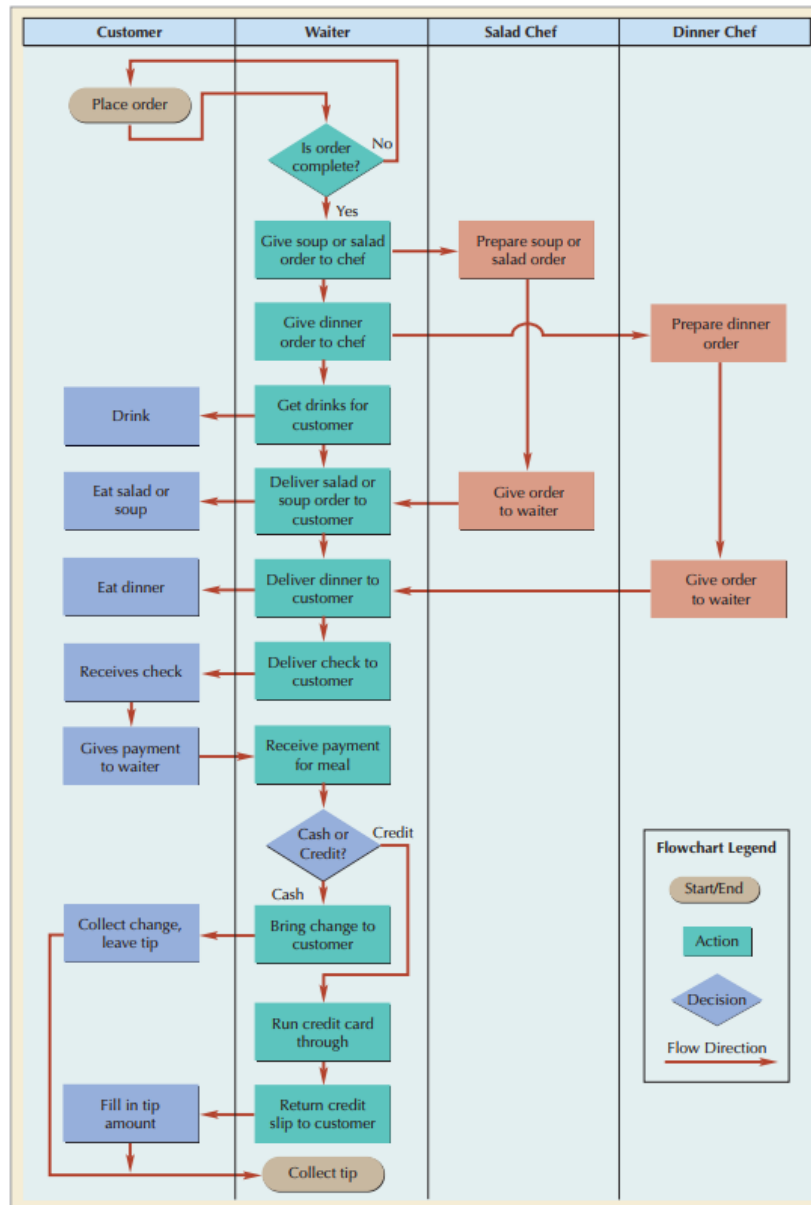 Customer
Waiter
Salad Chef
Dinner Chef
Place order
Is order
complete?
No
Yes
Give soup or salad
order to chef
Prepare soup or
salad order
Give dinner
order to chef
Prepare dinner
order
Drink
Get drinks for
customer
Eat salad or
soup
Deliver salad or
soup order to
customer
Give order
to waiter
Eat dinner
Deliver dinner to
customer
Give order
to waiter
Receives check
Deliver check to
customer
Gives payment
to waiter
Receive payment
for meal
Cash or
Credit?
Credit
Cash
Collect change,
leave tip
Bring change to
customer
Run credit card
through
Fill in tip
amount
Return credit
slip to customer
Collect tip
Flowchart Legend
Start/End
Action
Decision
Flow Direction